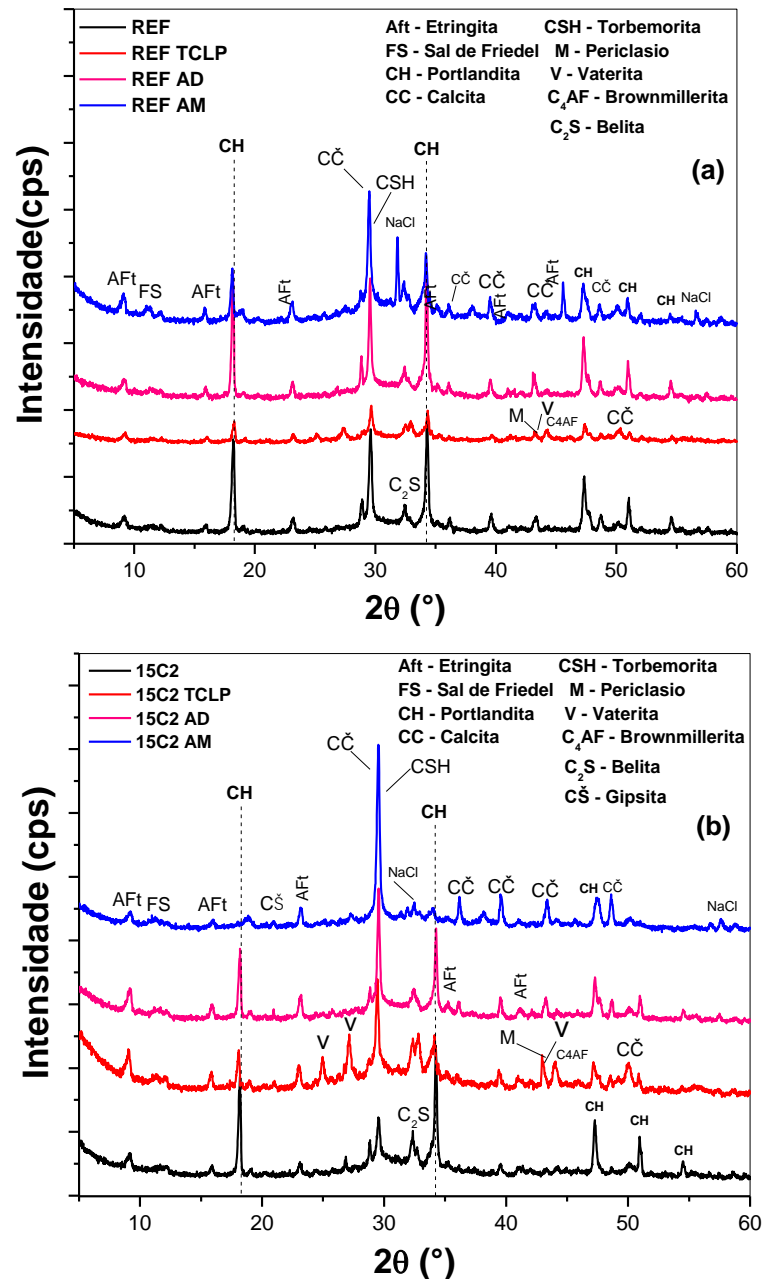 REF
REF TCLP
REF AD
REF AM
Aft - Etringita
FS - Sal de Friedel
CH - Portlandita
CC - Calcita
CSH - Torbemorita
M - Periclasio
V - Vaterita
C₄AF - Brownmillerita
C₂S - Belita
(a)
CH
CH
CČ
CSH
NaCl
AFt
FS
AFt
AFt
AFt
CČ
CČ
AFt
CČ
AFt
CH
CČ
CH
CH
NaCl
M
V
C4AF
CČ
C₂S
Intensidade(cps)
10
20
30
40
50
60
2θ (°)
15C2
15C2 TCLP
15C2 AD
15C2 AM
Aft - Etringita
FS - Sal de Friedel
CH - Portlandita
CC - Calcita
CSH - Torbemorita
M - Periclasio
V - Vaterita
C₄AF - Brownmillerita
C₂S - Belita
CŠ - Gipsita
(b)
CČ
CSH
CH
CH
AFt
FS
AFt
CŠ
AFt
NaCl
CČ
CČ
CČ
CH
CČ
NaCl
AFt
AFt
V
V
M
V
C4AF
CČ
C₂S
CH
CH
CH
Intensidade (cps)
10
20
30
40
50
60
2θ (°)